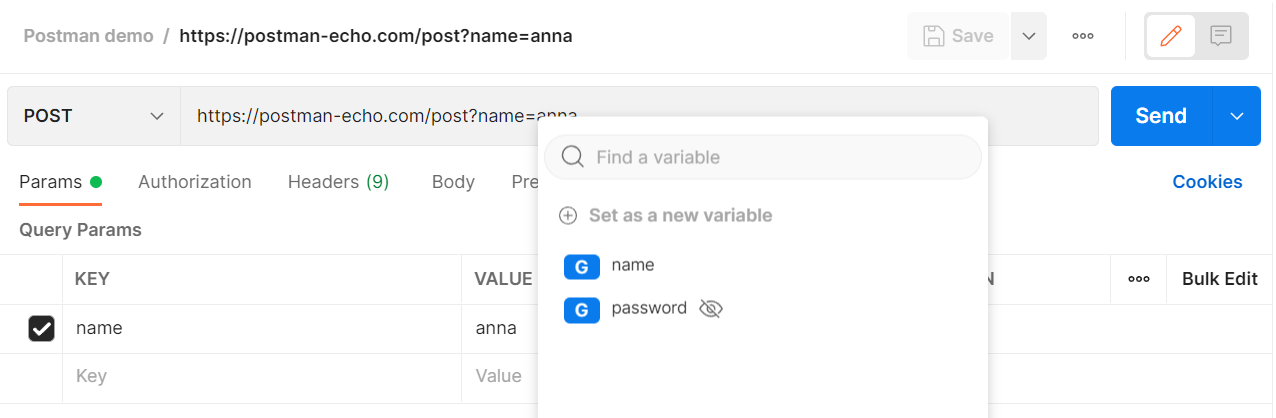 Postman demo / https://postman-echo.com/post?name=anna
Save
POST
https://postman-echo.com/post?name=anna
Send
Find a variable
Params
Authorization
Headers (9)
Body
Pre
Cookies
Set as a new variable
Query Params
G name
KEY
VALUE
N
Bulk Edit
G password
name
anna
Key
Value